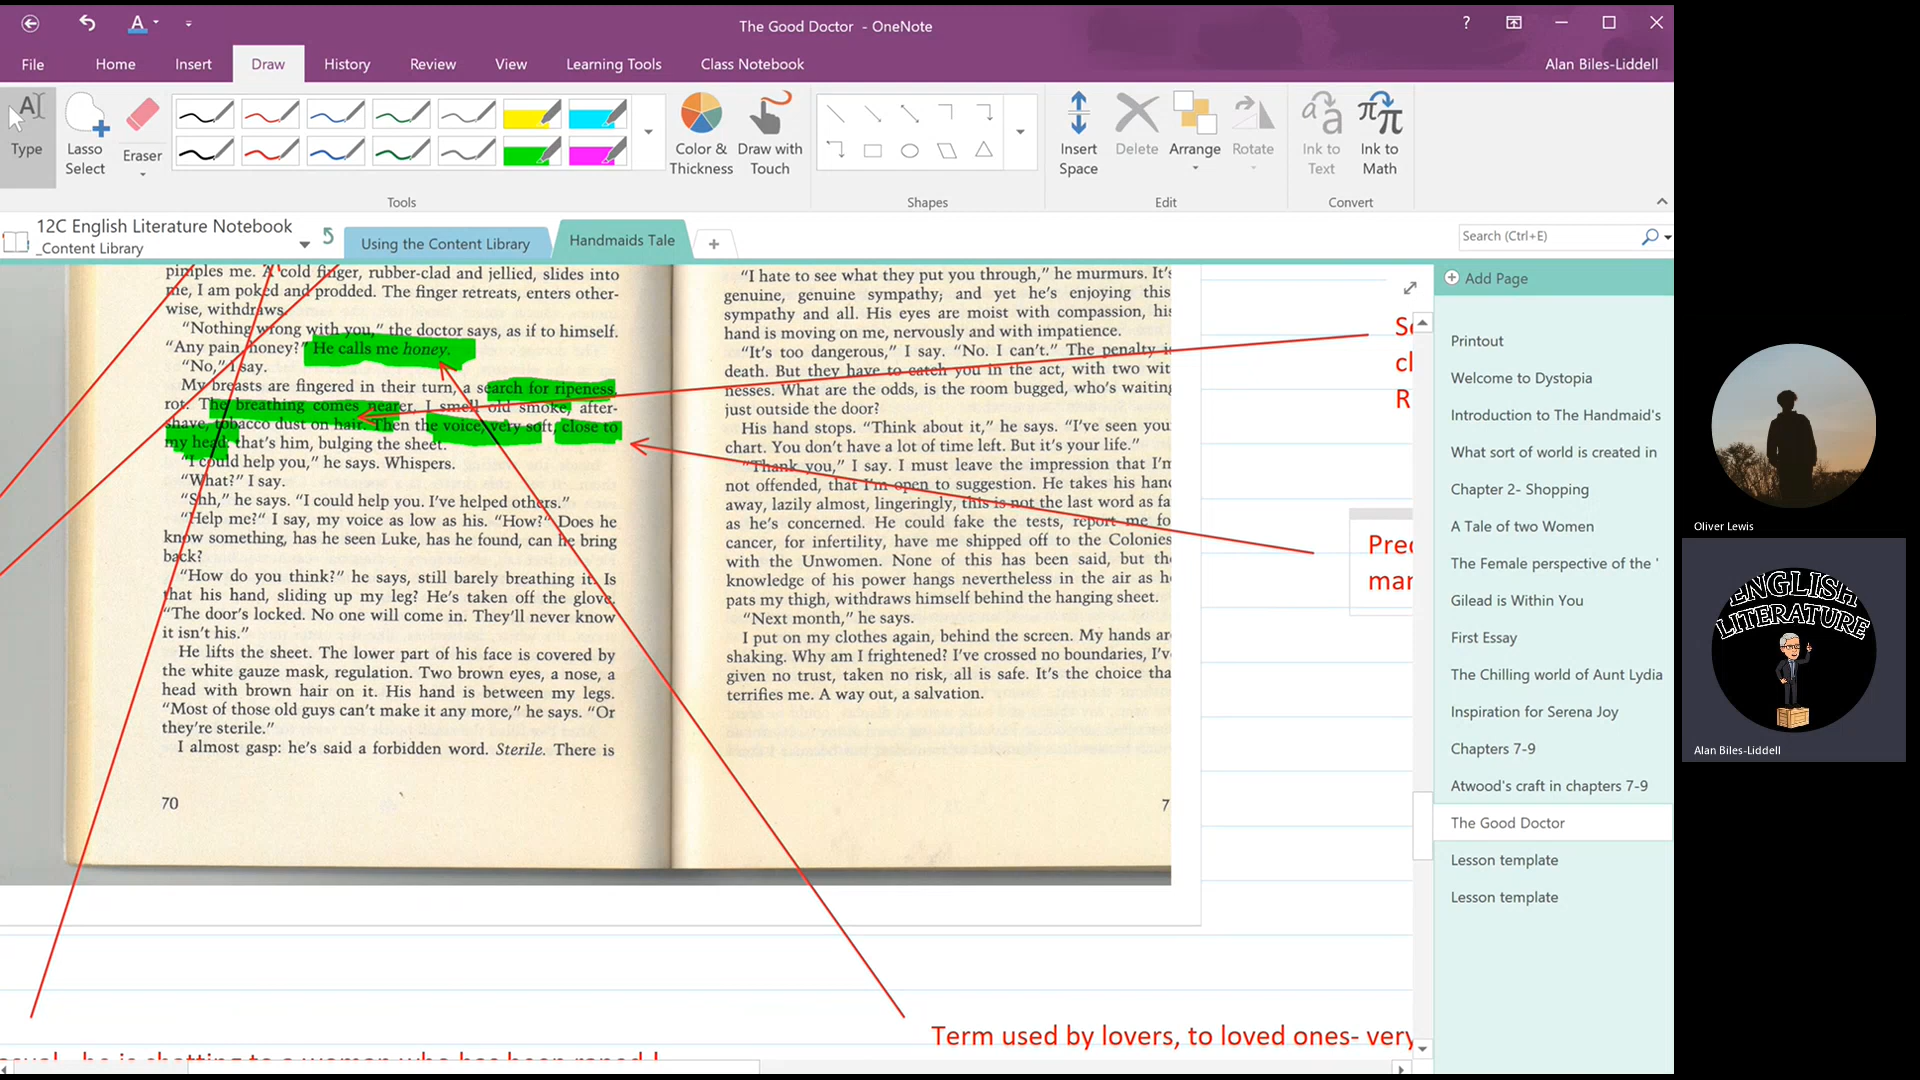 The Good Doctor - OneNote
?
A
File
Home
Insert
Draw
History
Review
View
Learning Tools
Class Notebook
Alan Biles-Liddell
Type
Lasso
Select
Eraser
Color &
Thickness
Draw with
Touch
Insert
Space
Delete
Arrange
Rotate
Ink to
Text
Ink to
Math
Tools
Shapes
Edit
Convert
12C English Literature Notebook
_Content Library
Using the Content Library
Handmaids Tale
Search (Ctrl+E)
pimples me. A cold finger, rubber-clad and jellied, slides into
me, I am poked and prodded. The finger retreats, enters other-
wise, withdraws.
“Nothing wrong with you,” the doctor says, as if to himself.
“Any pain, honey?” He calls me honey.
“No,” I say.
My breasts are fingered in their turn, a search for ripeness,
rot. The breathing comes nearer. I smell old smoke, after-
shave, tobacco dust on hair. Then the voice, very soft, close to
my head: that’s him, bulging the sheet.
“I could help you,” he says. Whispers.
“What?” I say.
“Shh,” he says. “I could help you. I’ve helped others.”
“Help me?“ I say, my voice as low as his. “How?” Does he
know something, has he seen Luke, has he found, can he bring
back?
“How do you think?” he says, still barely breathing it. Is
that his hand, sliding up my leg? He’s taken off the glove.
“The door’s locked. No one will come in. They’ll never know
it isn’t his.”
He lifts the sheet. The lower part of his face is covered by
the white gauze mask, regulation. Two brown eyes, a nose, a
head with brown hair on it. His hand is between my legs.
“Most of those old guys can’t make it any more,” he says. “Or
they’re sterile.”
I almost gasp: he’s said a forbidden word. Sterile. There is
70
“I hate to see what they put you through,” he murmurs. It’s
genuine, genuine sympathy; and yet he’s enjoying this,
sympathy and all. His eyes are moist with compassion, his
hand is moving on me, nervously and with impatience.
“It’s too dangerous,” I say. “No. I can’t.” The penalty is
death. But they have to catch you in the act, with two wit
nesses. What are the odds, is the room bugged, who’s waiting
just outside the door?
His hand stops. “Think about it,” he says. “I’ve seen you
chart. You don’t have a lot of time left. But it’s your life.”
“Thank you,” I say. I must leave the impression that I’m
not offended, that I’m open to suggestion. He takes his hand
away, lazily almost, lingeringly, this is not the last word as fa
as he’s concerned. He could fake the tests, report me fo
cancer, for infertility, have me shipped off to the Colonies
with the Unwomen. None of this has been said, but the
knowledge of his power hangs nevertheless in the air as he
pats my thigh, withdraws himself behind the hanging sheet.
“Next month,” he says.
I put on my clothes again, behind the screen. My hands are
shaking. Why am I frightened? I’ve crossed no boundaries, I’v
given no trust, taken no risk, all is safe. It’s the choice tha
terrifies me. A way out, a salvation.
7
Pred
man
Term used by lovers, to loved ones- very
he is chatting to a woman who has been raped !
Add Page
Printout
Welcome to Dystopia
Introduction to The Handmaid's
What sort of world is created in
Chapter 2- Shopping
A Tale of two Women
The Female perspective of the '
Gilead is Within You
First Essay
The Chilling world of Aunt Lydia
Inspiration for Serena Joy
Chapters 7-9
Atwood's craft in chapters 7-9
The Good Doctor
Lesson template
Lesson template
Oliver Lewis
ENGLISH
LITERATURE
Alan Biles-Liddell